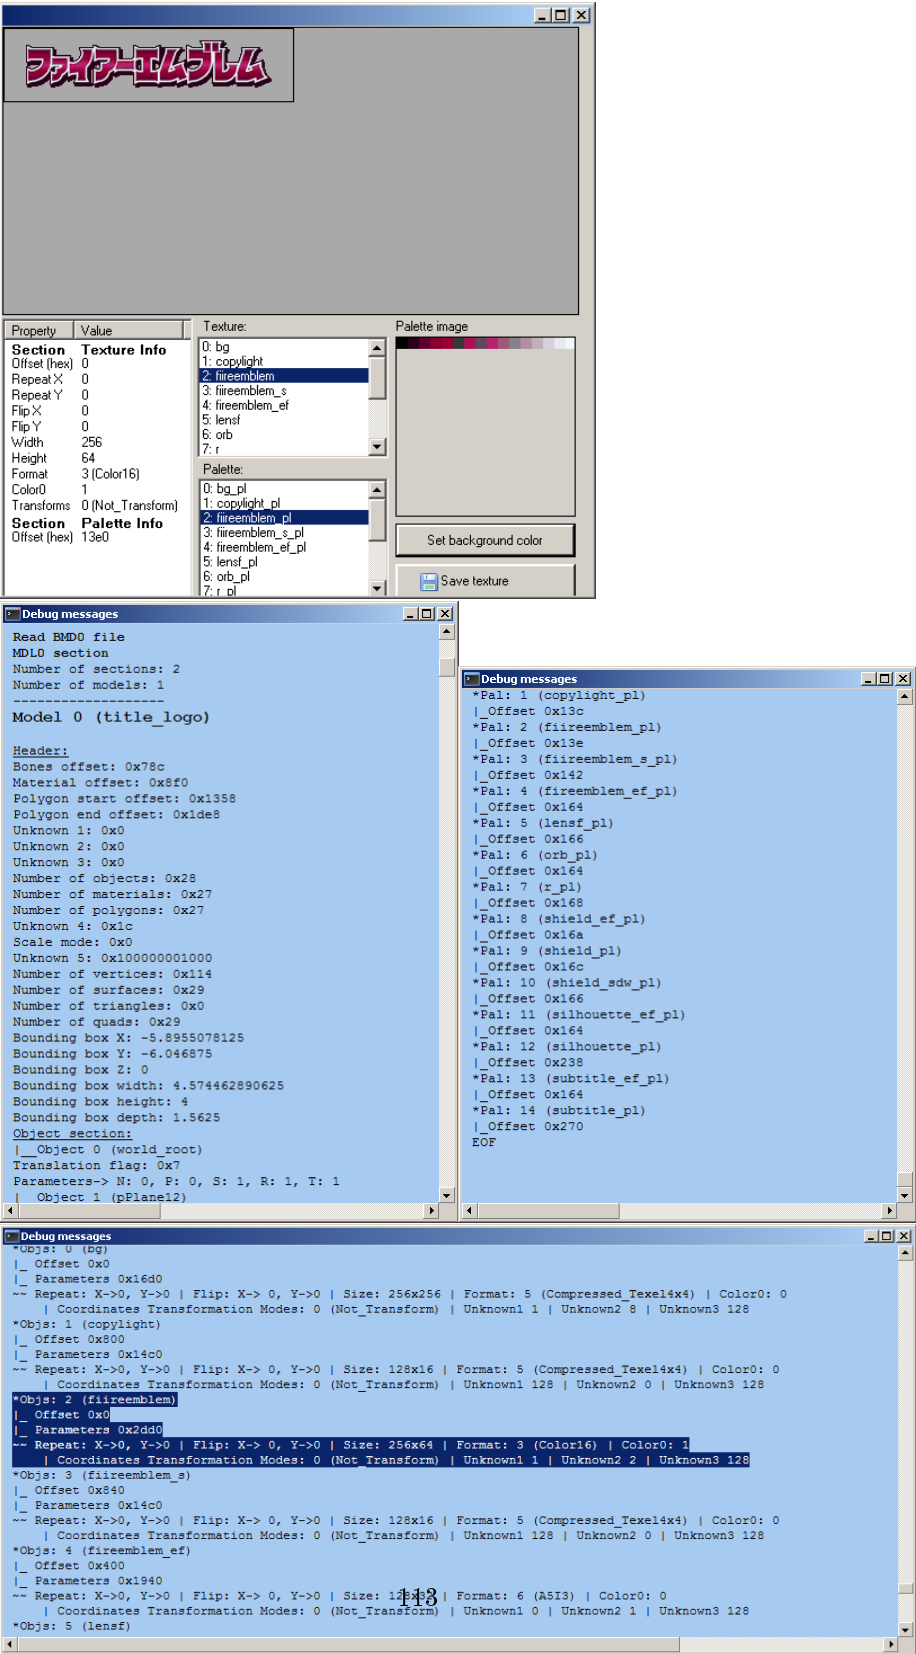 ファイアーエムブレム
Property Value
Section Texture Info
Offset (hex) 0
Repeat X 0
Repeat Y 0
Flip X 0
Flip Y 0
Width 256
Height 64
Format 3 (Color16)
Color0 1
Transforms 0 (Not_Transform)
Section Palette Info
Offset (hex) 13e0
Texture:
0: bg
1: copylight
2: fiireemblem
3: fiireemblem_s
4: fireemblem_ef
5: lensf
6: orb
7: r
Palette:
0: bg_pl
1: copylight_pl
2: fiireemblem_pl
3: fiireemblem_s_pl
4: fireemblem_ef_pl
5: lensf_pl
6: orb_pl
7: r_pl
Palette image
Set background color
Save texture
Debug messages
Read BMD0 file
MDL0 section
Number of sections: 2
Number of models: 1
-------------------
Model 0 (title_logo)
Header:
Bones offset: 0x78c
Material offset: 0x8f0
Polygon start offset: 0x1358
Polygon end offset: 0x1de8
Unknown 1: 0x0
Unknown 2: 0x0
Unknown 3: 0x0
Number of objects: 0x28
Number of materials: 0x27
Number of polygons: 0x27
Unknown 4: 0x1c
Scale mode: 0x0
Unknown 5: 0x100000001000
Number of vertices: 0x114
Number of surfaces: 0x29
Number of triangles: 0x0
Number of quads: 0x29
Bounding box X: -5.8955078125
Bounding box Y: -6.046875
Bounding box Z: 0
Bounding box width: 4.574462890625
Bounding box height: 4
Bounding box depth: 1.5625
Object section:
|__Object 0 (world_root)
Translation flag: 0x7
Parameters-> N: 0, P: 0, S: 1, R: 1, T: 1
|__Object 1 (pPlane12)
Debug messages
*Pal: 1 (copylight_pl)
|_Offset 0x13c
*Pal: 2 (fiireemblem_pl)
|_Offset 0x13e
*Pal: 3 (fiireemblem_s_pl)
|_Offset 0x142
*Pal: 4 (fireemblem_ef_pl)
|_Offset 0x164
*Pal: 5 (lensf_pl)
|_Offset 0x166
*Pal: 6 (orb_pl)
|_Offset 0x164
*Pal: 7 (r_pl)
|_Offset 0x168
*Pal: 8 (shield_ef_pl)
|_Offset 0x16a
*Pal: 9 (shield_pl)
|_Offset 0x16c
*Pal: 10 (shield_sdw_pl)
|_Offset 0x166
*Pal: 11 (silhouette_ef_pl)
|_Offset 0x164
*Pal: 12 (silhouette_pl)
|_Offset 0x238
*Pal: 13 (subtitle_ef_pl)
|_Offset 0x164
*Pal: 14 (subtitle_pl)
|_Offset 0x270
EOF
Debug messages
*Objs: 0 (bg)
|_ Offset 0x0
|_ Parameters 0x16d0
~~ Repeat: X->0, Y->0 | Flip: X-> 0, Y->0 | Size: 256x256 | Format: 5 (Compressed_Texel4x4) | Color0: 0
| Coordinates Transformation Modes: 0 (Not_Transform) | Unknown1 1 | Unknown2 8 | Unknown3 128
*Objs: 1 (copylight)
|_ Offset 0x800
|_ Parameters 0x14c0
~~ Repeat: X->0, Y->0 | Flip: X-> 0, Y->0 | Size: 128x16 | Format: 5 (Compressed_Texel4x4) | Color0: 0
| Coordinates Transformation Modes: 0 (Not_Transform) | Unknown1 128 | Unknown2 0 | Unknown3 128
*Objs: 2 (fiireemblem)
|_ Offset 0x0
|_ Parameters 0x2dd0
~~ Repeat: X->0, Y->0 | Flip: X-> 0, Y->0 | Size: 256x64 | Format: 3 (Color16) | Color0: 1
| Coordinates Transformation Modes: 0 (Not_Transform) | Unknown1 1 | Unknown2 2 | Unknown3 128
*Objs: 3 (fiireemblem_s)
|_ Offset 0x840
|_ Parameters 0x14c0
~~ Repeat: X->0, Y->0 | Flip: X-> 0, Y->0 | Size: 128x16 | Format: 5 (Compressed_Texel4x4) | Color0: 0
| Coordinates Transformation Modes: 0 (Not_Transform) | Unknown1 128 | Unknown2 0 | Unknown3 128
*Objs: 4 (fireemblem_ef)
|_ Offset 0x400
|_ Parameters 0x1940
~~ Repeat: X->0, Y->0 | Flip: X-> 0, Y->0 | Size: 128x32 | Format: 6 (A5I3) | Color0: 0
| Coordinates Transformation Modes: 0 (Not_Transform) | Unknown1 0 | Unknown2 1 | Unknown3 128
*Objs: 5 (lensf)
113